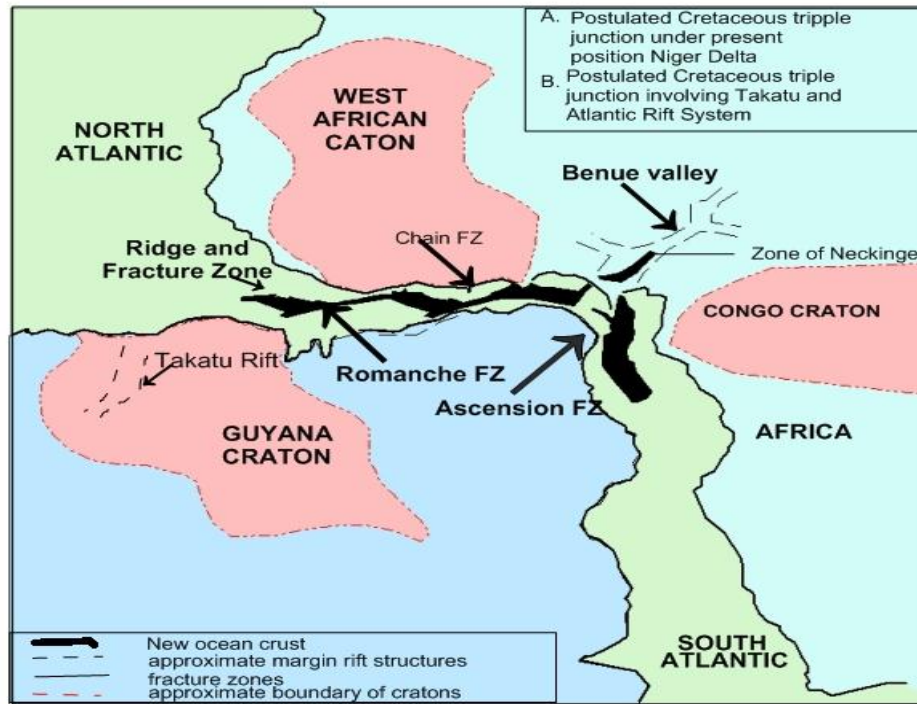 A. Postulated Cretaceous tripple
junction under present
position Niger Delta
B. Postulated Cretaceous triple
junction involving Takatu and
Atlantic Rift System
WEST
AFRICAN
CATON
NORTH
ATLANTIC
Benue valley
Chain FZ
Zone of Neckinge
Ridge and
Fracture Zone
CONGO CRATON
Takatu Rift
Romanche FZ
Ascension FZ
GUYANA
CRATON
AFRICA
SOUTH
ATLANTIC
New ocean crust
approximate margin rift structures
fracture zones
approximate boundary of cratons